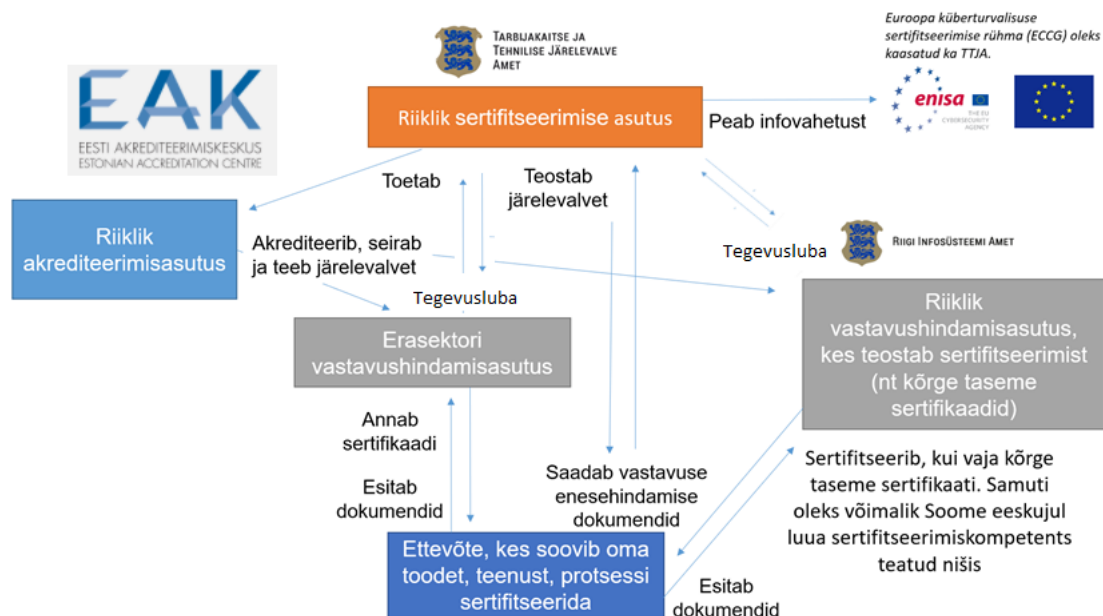 TARBIJAKAITSE JA
TEHNILISE JÄRELEVALVE
AMET
Euroopa küberturvalisuse
sertifitseerimise rühma (ECCG) oleks
kaasatud ka TTJA.
EAK
EESTI AKREDITEERIMISKESKUS
ESTONIAN ACCREDITATION CENTRE
Riiklik sertifitseerimise asutus
Peab infovahetust
enisa
THE EU
CYBERSECURITY
AGENCY
Toetab
Teostab
järelevalvet
Riiklik
akrediteerimisasutus
Akrediteerib, seirab
ja teeb järelevalvet
Tegevusluba
RIIGI INFOSÜSTEEMI AMET
Tegevusluba
Erasektori
vastavushindamisasutus
Riiklik
vastavushindamisasutus,
kes teostab sertifitseerimist
(nt kõrge taseme
sertifikaadid)
Annab
sertifikaadi
Esitab
dokumendid
Saadab vastavuse
enesehindamise
dokumendid
Sertifitseerib, kui vaja kõrge
taseme sertifikaati. Samuti
oleks võimalik Soome eeskujul
luua sertifitseerimiskompetents
teatud nišis
Ettevõte, kes soovib oma
toodet, teenust, protsessi
sertifitseerida
Esitab
dokumendid